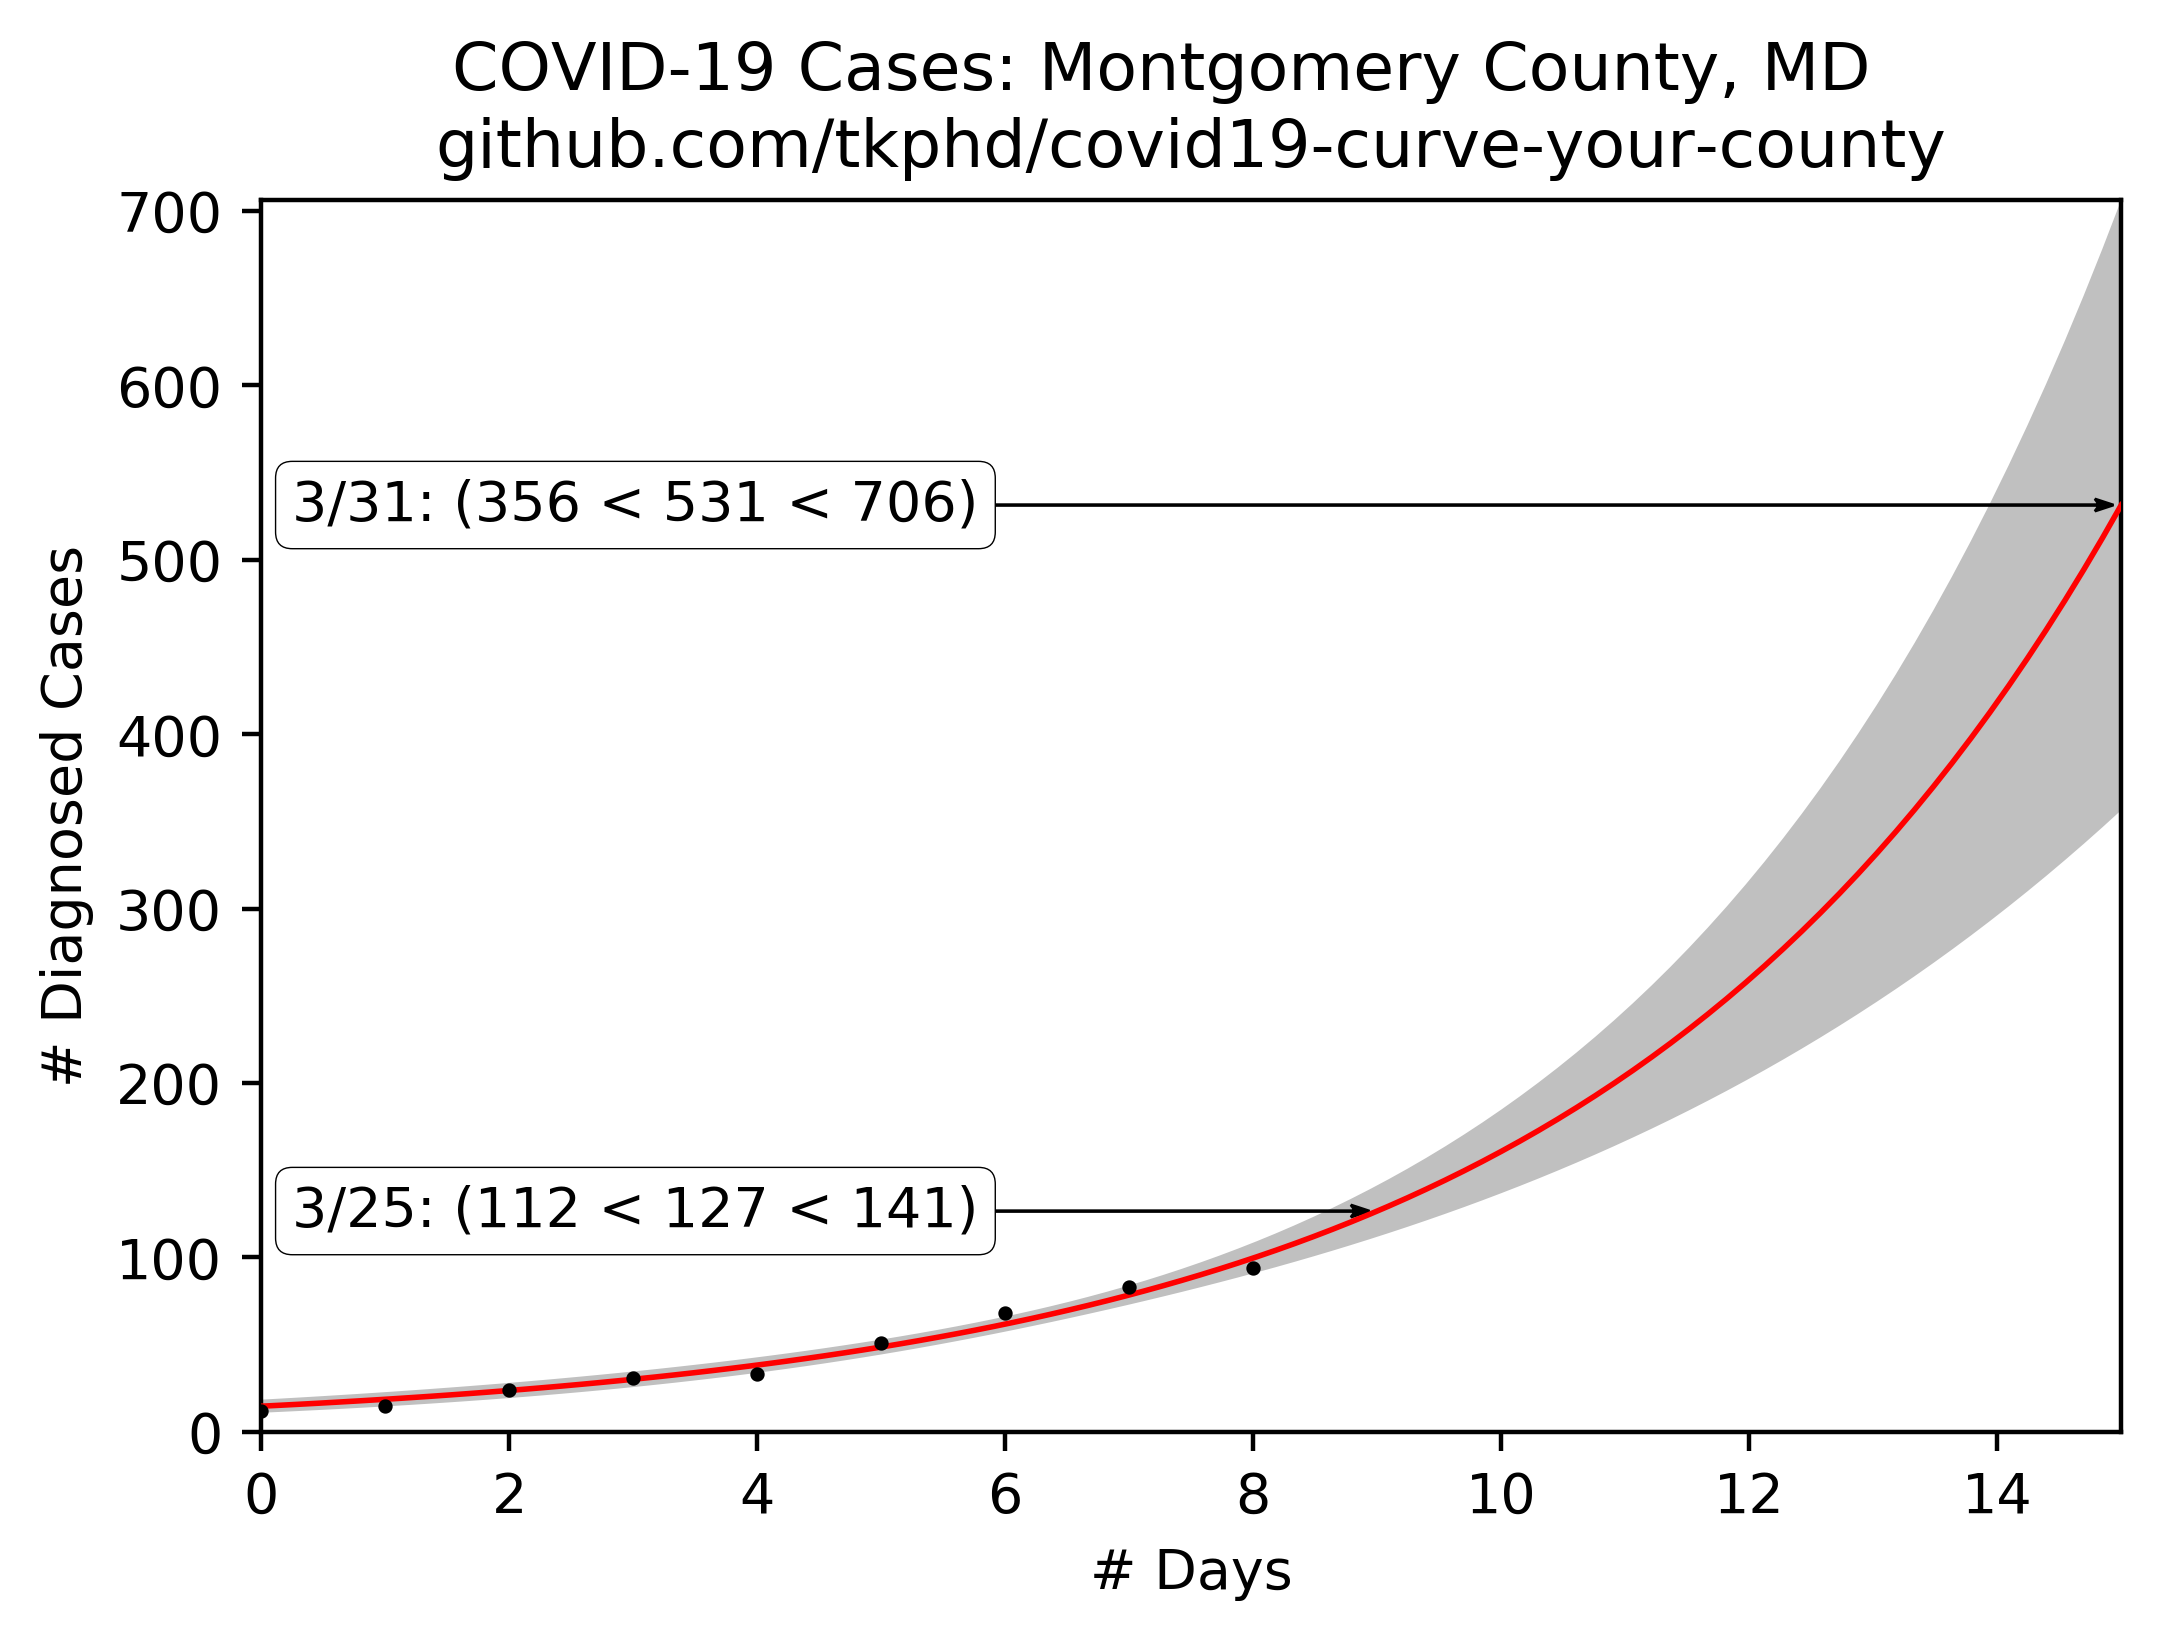 COVID-19 Cases: Montgomery County, MD
github.com/tkphd/covid19-curve-your-county
700
600
3/31: (356 < 531 < 706)
500
400
# Diagnosed Cases
300
200
3/25: (112 < 127 < 141)
100
0
0 2 4 6 8 10 12 14
# Days